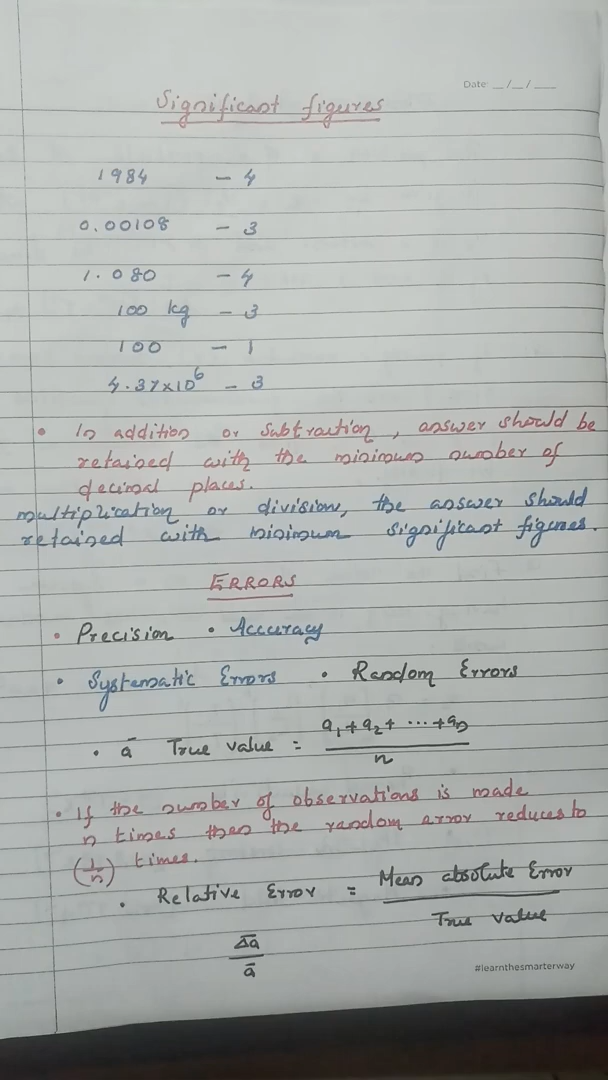 Date: __/__/____
Significant figures
1984 - 4
0.00108 - 3
1.080 - 4
100 kg - 3
100 - 1
4.37×10⁶ - 3
• In addition or subtraction, answer should be
retained with the minimum number of
decimal places.
multiplication or division, the answer should
retained with minimum significant figures.
ERRORS
• Precision • Accuracy
• Systematic Errors • Random Errors
• ā True value = (a₁+a₂+ ⋯ +aₙ)/n
• If the number of observations is made
n times then the random error reduces to
(1/n) times.
• Relative Error = Mean absolute Error / True value
Δ̄a/ā
#learnthesmarterway